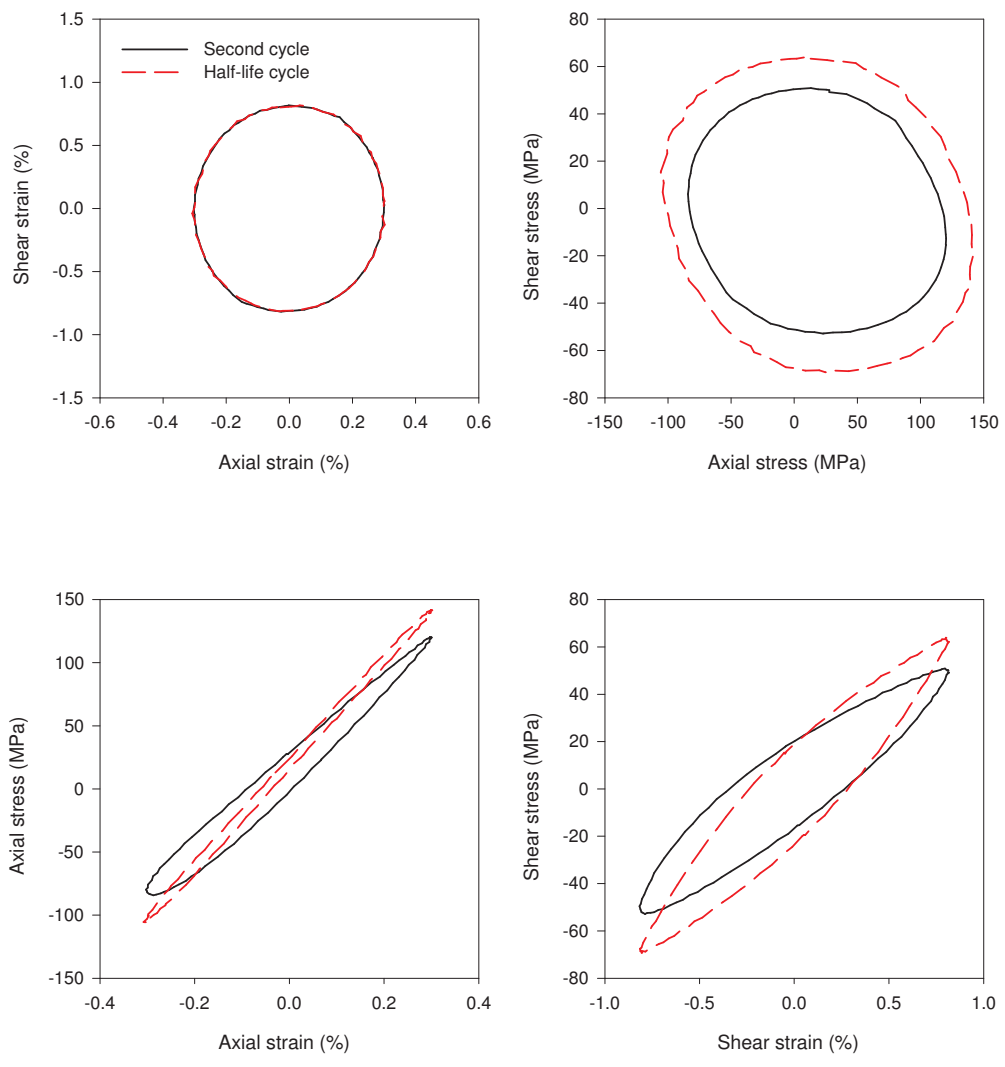 1.5
1.0
0.5
0.0
-0.5
-1.0
-1.5
Shear strain (%)
Second cycle
Half-life cycle
-0.6 -0.4 -0.2 0.0 0.2 0.4 0.6
Axial strain (%)
80
60
40
20
0
-20
-40
-60
-80
Shear stress (MPa)
-150 -100 -50 0 50 100 150
Axial stress (MPa)
150
100
50
0
-50
-100
-150
Axial stress (MPa)
-0.4 -0.2 0.0 0.2 0.4
Axial strain (%)
80
60
40
20
0
-20
-40
-60
-80
Shear stress (MPa)
-1.0 -0.5 0.0 0.5 1.0
Shear strain (%)